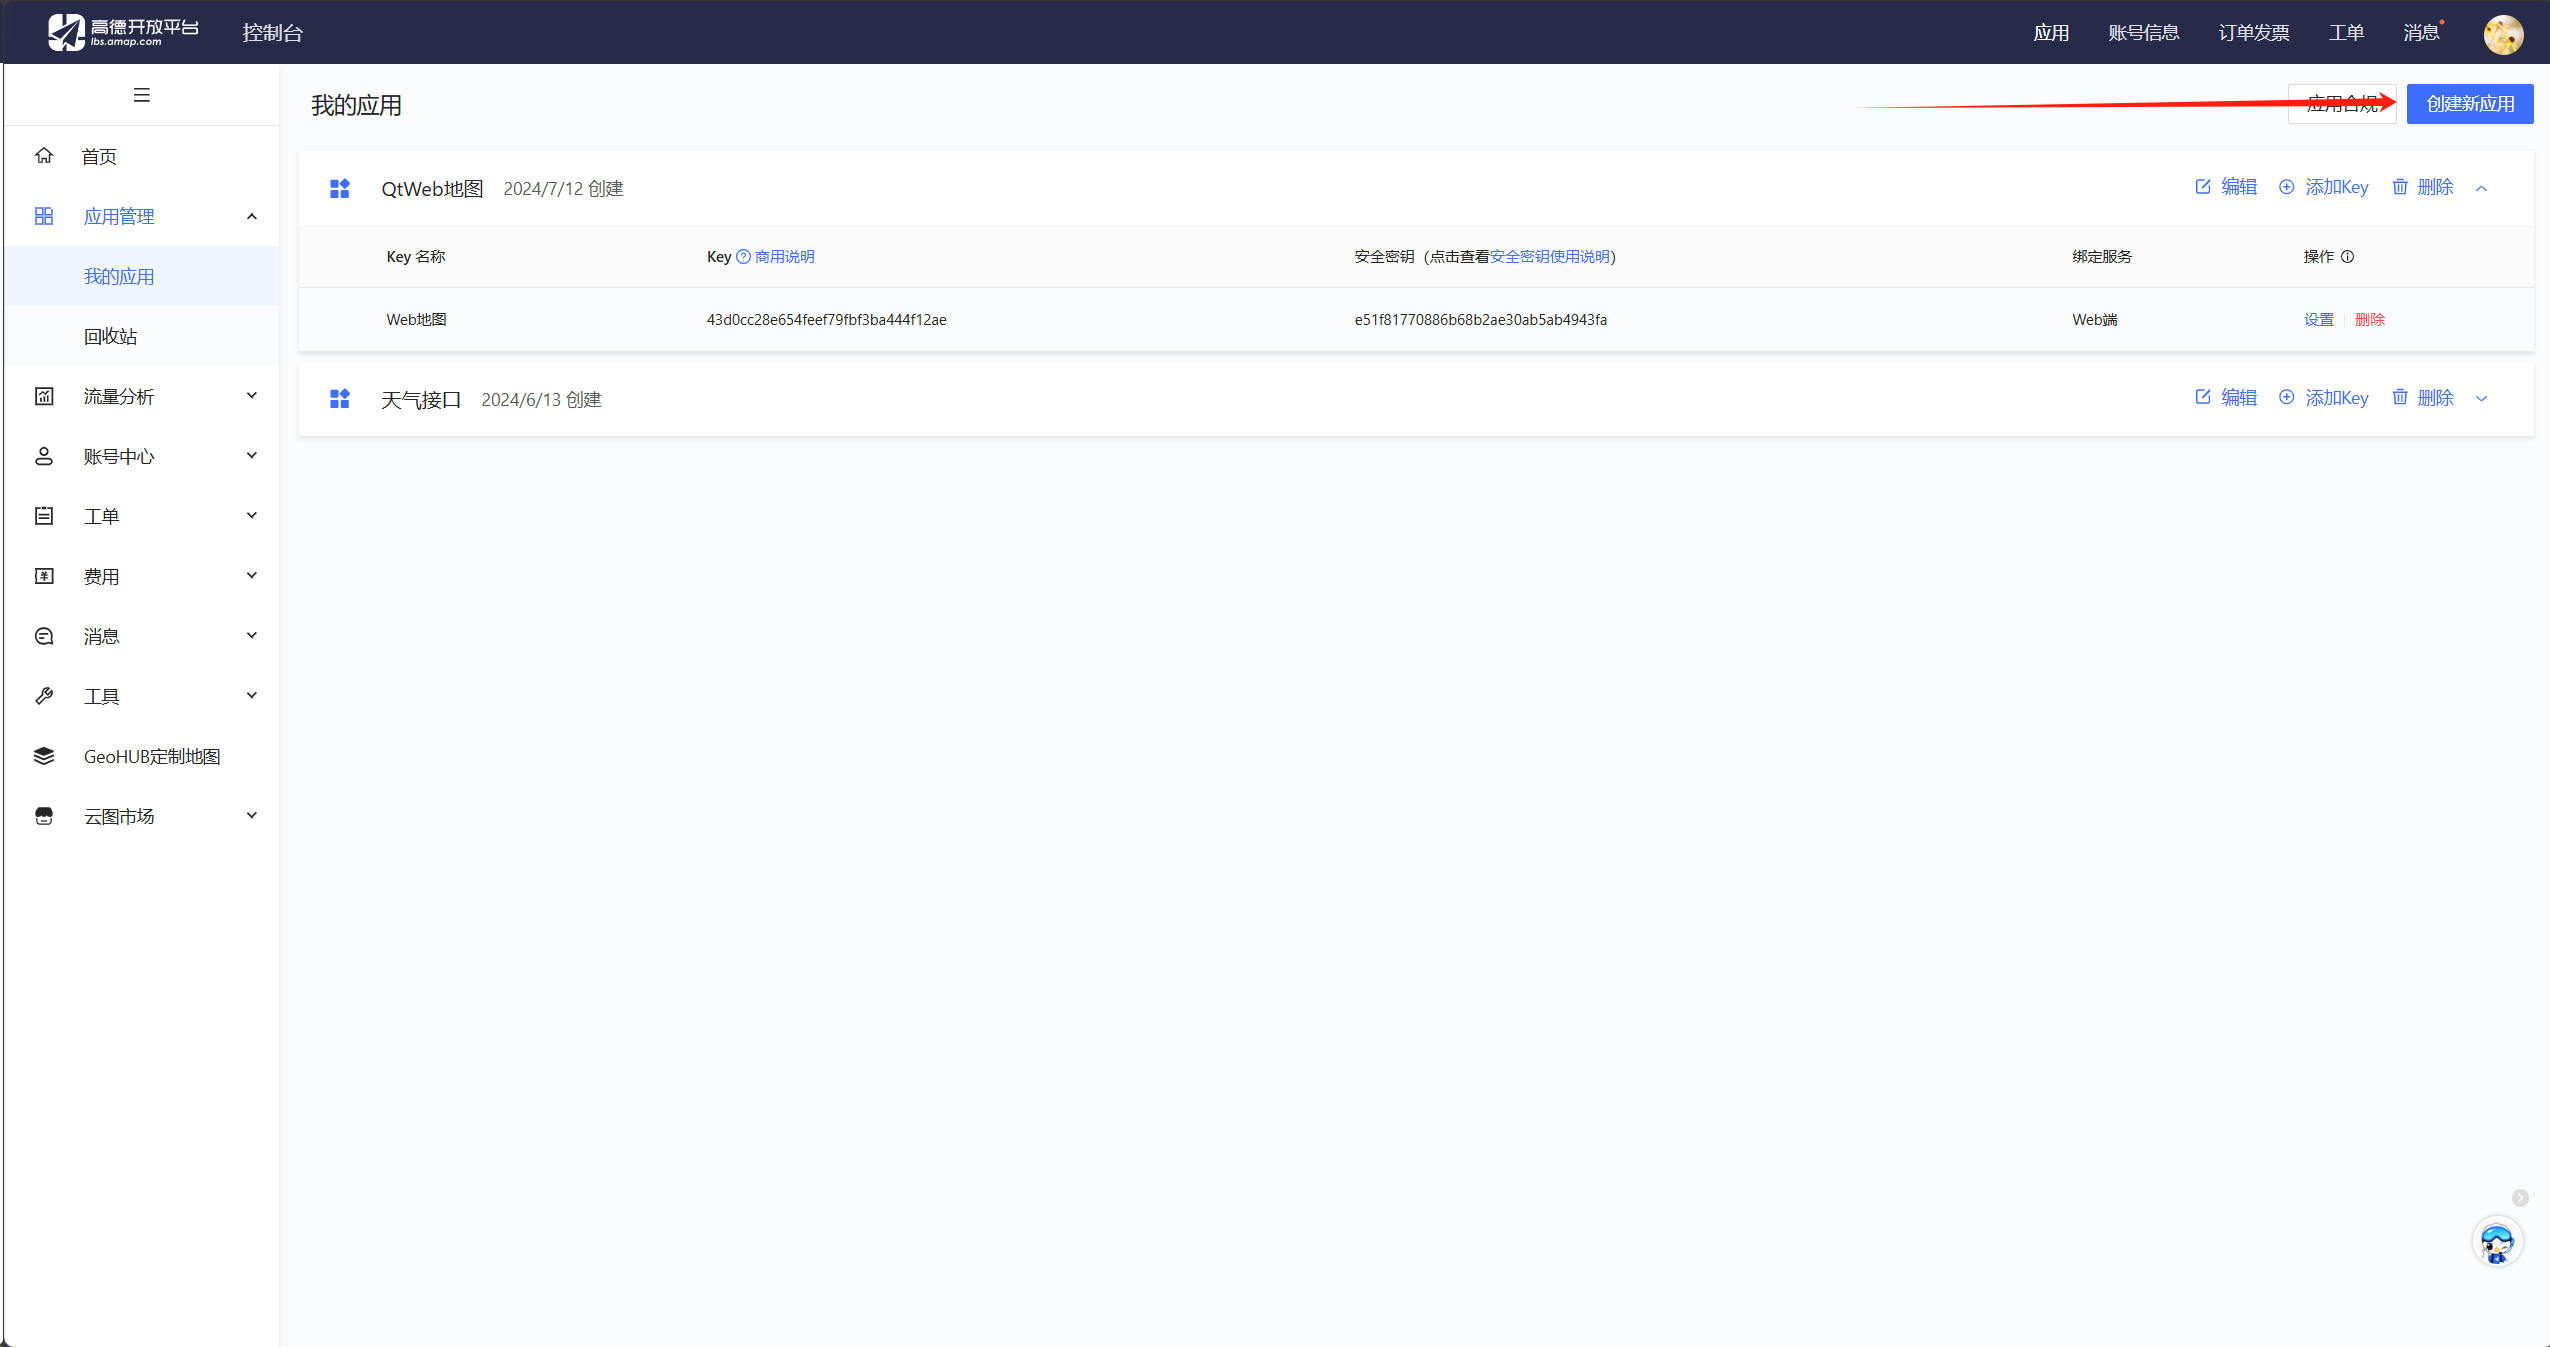 高德开放平台
lbs.amap.com
控制台
应用
账号信息
订单发票
工单
消息
首页
应用管理
我的应用
回收站
流量分析
账号中心
工单
费用
消息
工具
GeoHUB定制地图
云图市场
我的应用
应用合规
创建新应用
QtWeb地图 2024/7/12 创建
编辑 添加Key 删除
Key 名称 Key 商用说明 安全密钥（点击查看安全密钥使用说明） 绑定服务 操作
Web地图 43d0cc28e654feef79fbf3ba444f12ae e51f81770886b68b2ae30ab5ab4943fa Web端 设置 删除
天气接口 2024/6/13 创建
编辑 添加Key 删除